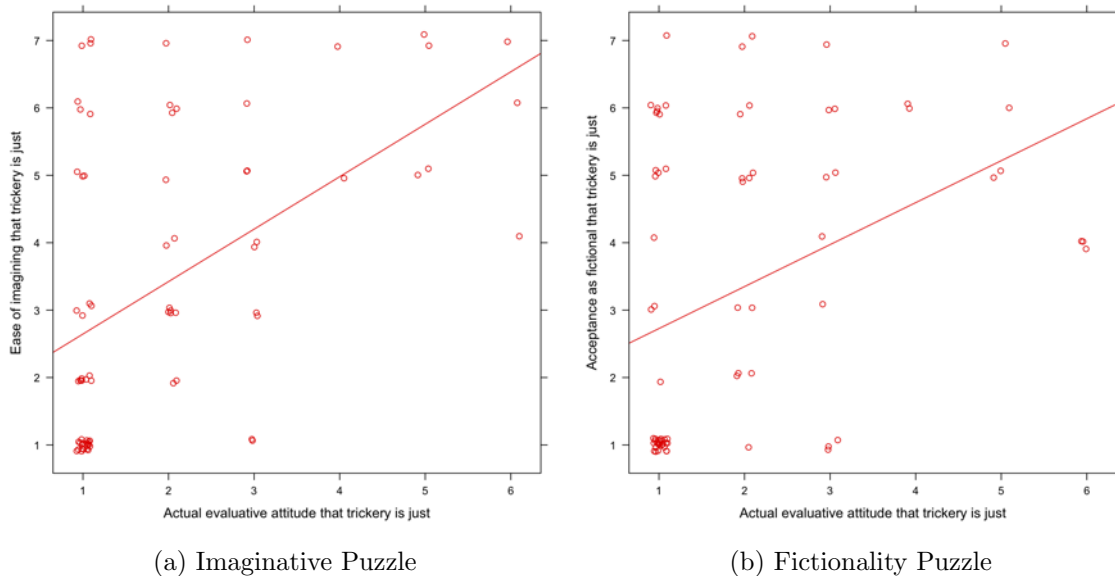 Ease of imagining that trickery is just
7
6
5
4
3
2
1
1 2 3 4 5 6
Actual evaluative attitude that trickery is just
(a) Imaginative Puzzle
Acceptance as fictional that trickery is just
7
6
5
4
3
2
1
1 2 3 4 5 6
Actual evaluative attitude that trickery is just
(b) Fictionality Puzzle